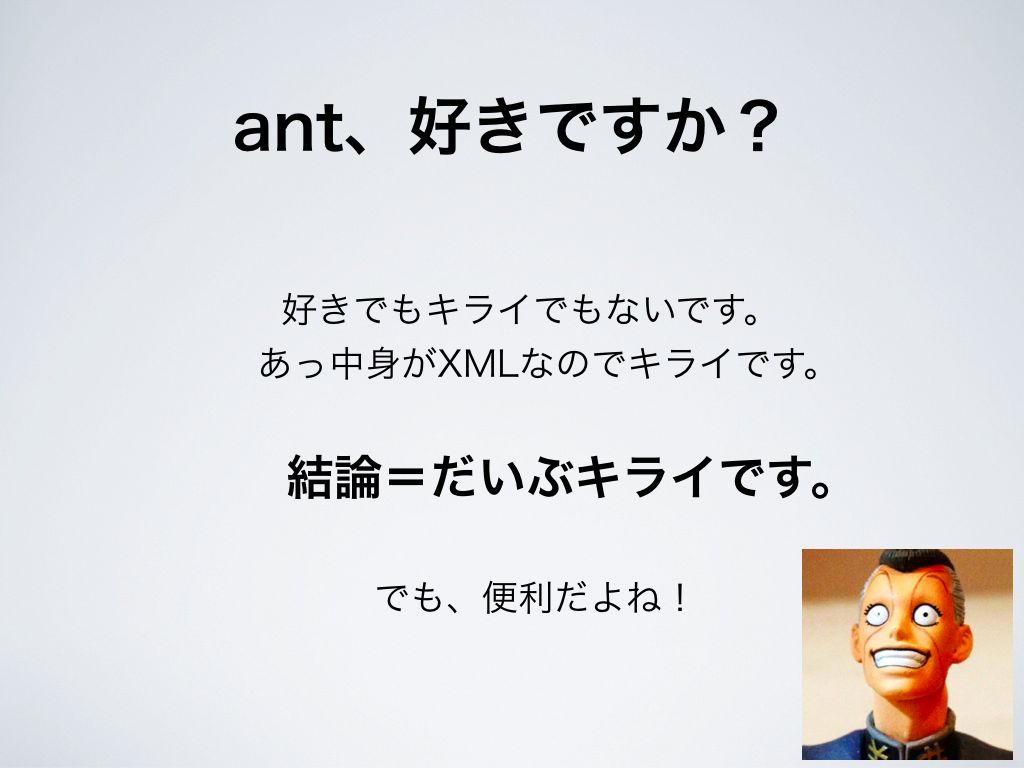 ant、好きですか？
好きでもキライでもないです。
あっ中身がXMLなのでキライです。
結論＝だいぶキライです。
でも、便利だよね！